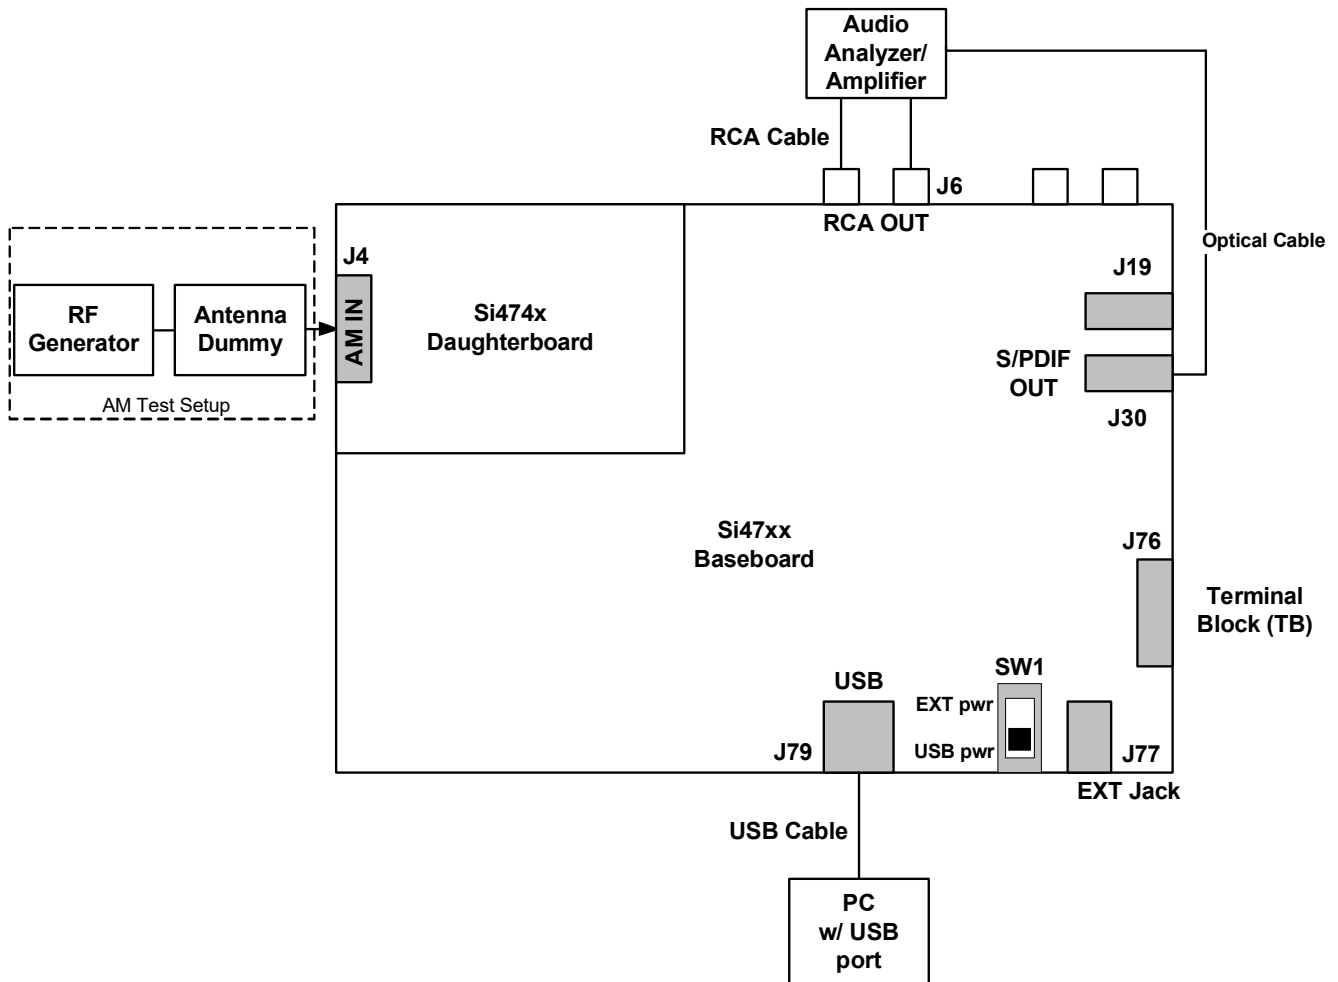 Audio
Analyzer/
Amplifier
RCA Cable
J6
RCA OUT
Optical Cable
J4
AM IN
RF
Generator
Antenna
Dummy
AM Test Setup
Si474x
Daughterboard
J19
S/PDIF
OUT
J30
Si47xx
Baseboard
J76
Terminal
Block (TB)
SW1
USB
EXT pwr
USB pwr
J79
J77
EXT Jack
USB Cable
PC
w/ USB
port